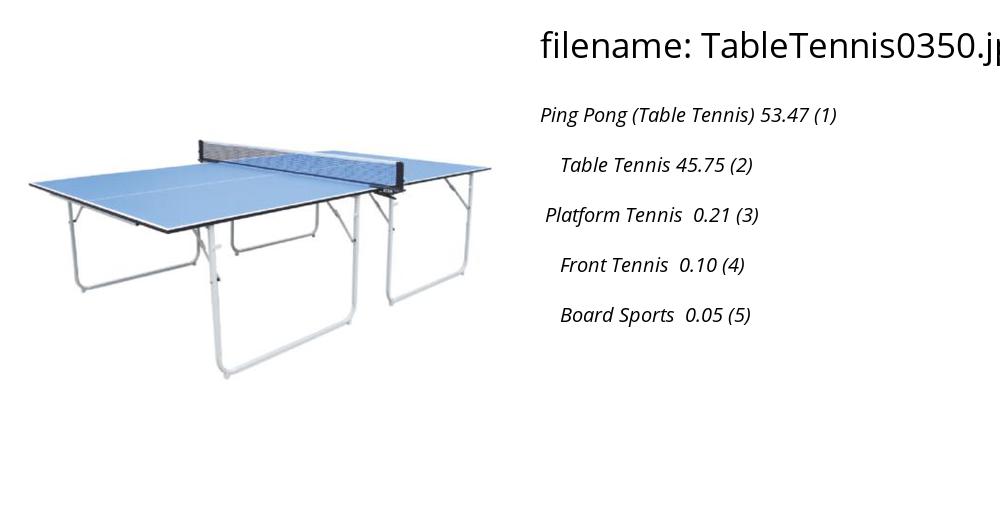 filename: TableTennis0350.jp
Ping Pong (Table Tennis) 53.47 (1)
Table Tennis 45.75 (2)
Platform Tennis 0.21 (3)
Front Tennis 0.10 (4)
Board Sports 0.05 (5)